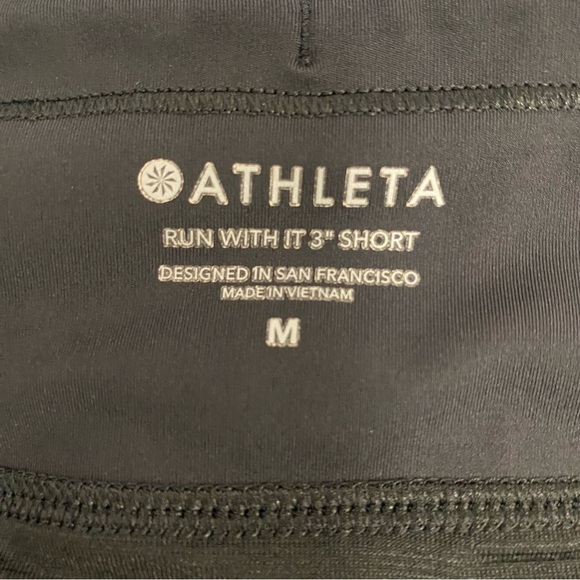 ATHLETA
RUN WITH IT 3" SHORT
DESIGNED IN SAN FRANCISCO
MADE IN VIETNAM
M